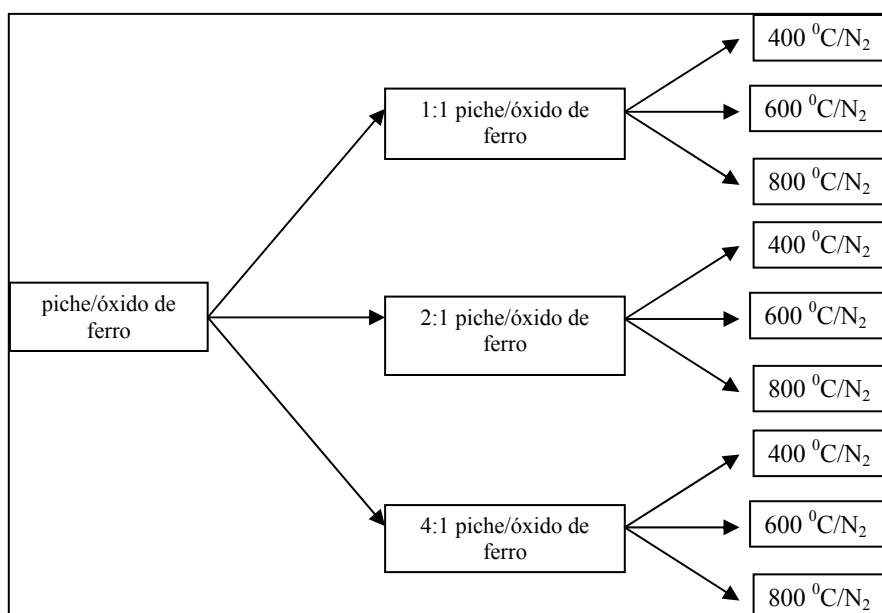 piche/óxido de
ferro
1:1 piche/óxido de
ferro
400 ⁰C/N₂
600 ⁰C/N₂
800 ⁰C/N₂
2:1 piche/óxido de
ferro
400 ⁰C/N₂
600 ⁰C/N₂
800 ⁰C/N₂
4:1 piche/óxido de
ferro
400 ⁰C/N₂
600 ⁰C/N₂
800 ⁰C/N₂